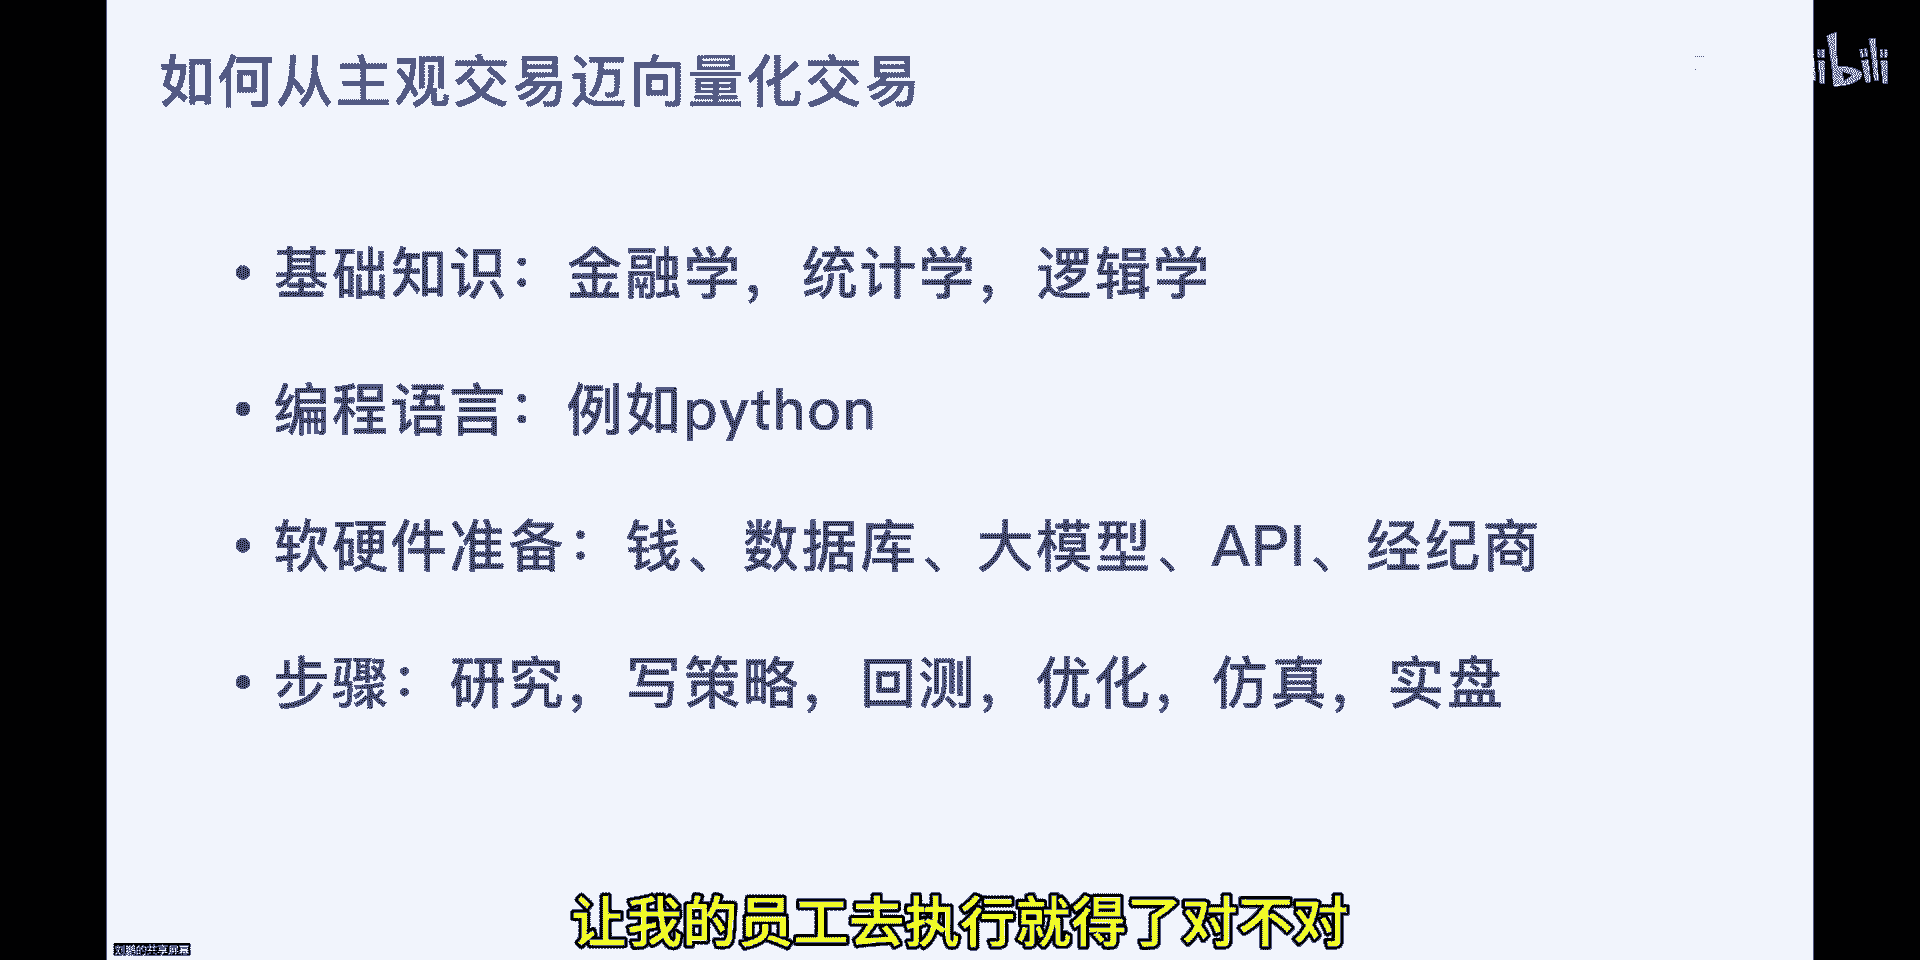 如何从主观交易迈向量化交易
ibili
• 基础知识：金融学，统计学，逻辑学
• 编程语言：例如python
• 软硬件准备：钱、数据库、大模型、API、经纪商
• 步骤：研究，写策略，回测，优化，仿真，实盘
让我的员工去执行就得了对不对
刘鹏的共享屏幕